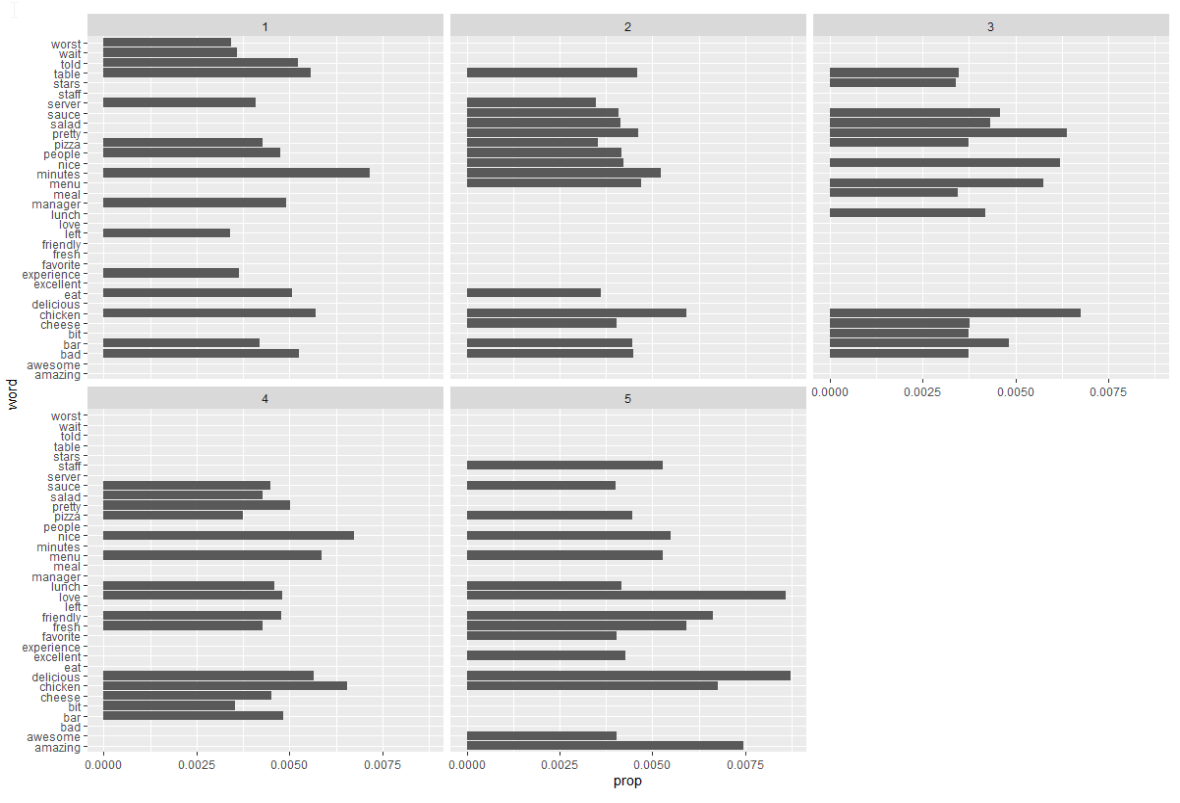 1
2
3
worst
wait
told
table
stars
staff
server
sauce
salad
pretty
pizza
people
nice
minutes
menu
meal
manager
lunch
love
left
friendly
fresh
favorite
experience
excellent
eat
delicious
chicken
cheese
bit
bar
bad
awesome
amazing
0.0000 0.0025 0.0050 0.0075
word
4
5
worst
wait
told
table
stars
staff
server
sauce
salad
pretty
pizza
people
nice
minutes
menu
meal
manager
lunch
love
left
friendly
fresh
favorite
experience
excellent
eat
delicious
chicken
cheese
bit
bar
bad
awesome
amazing
0.0000 0.0025 0.0050 0.0075
0.0000 0.0025 0.0050 0.0075
prop